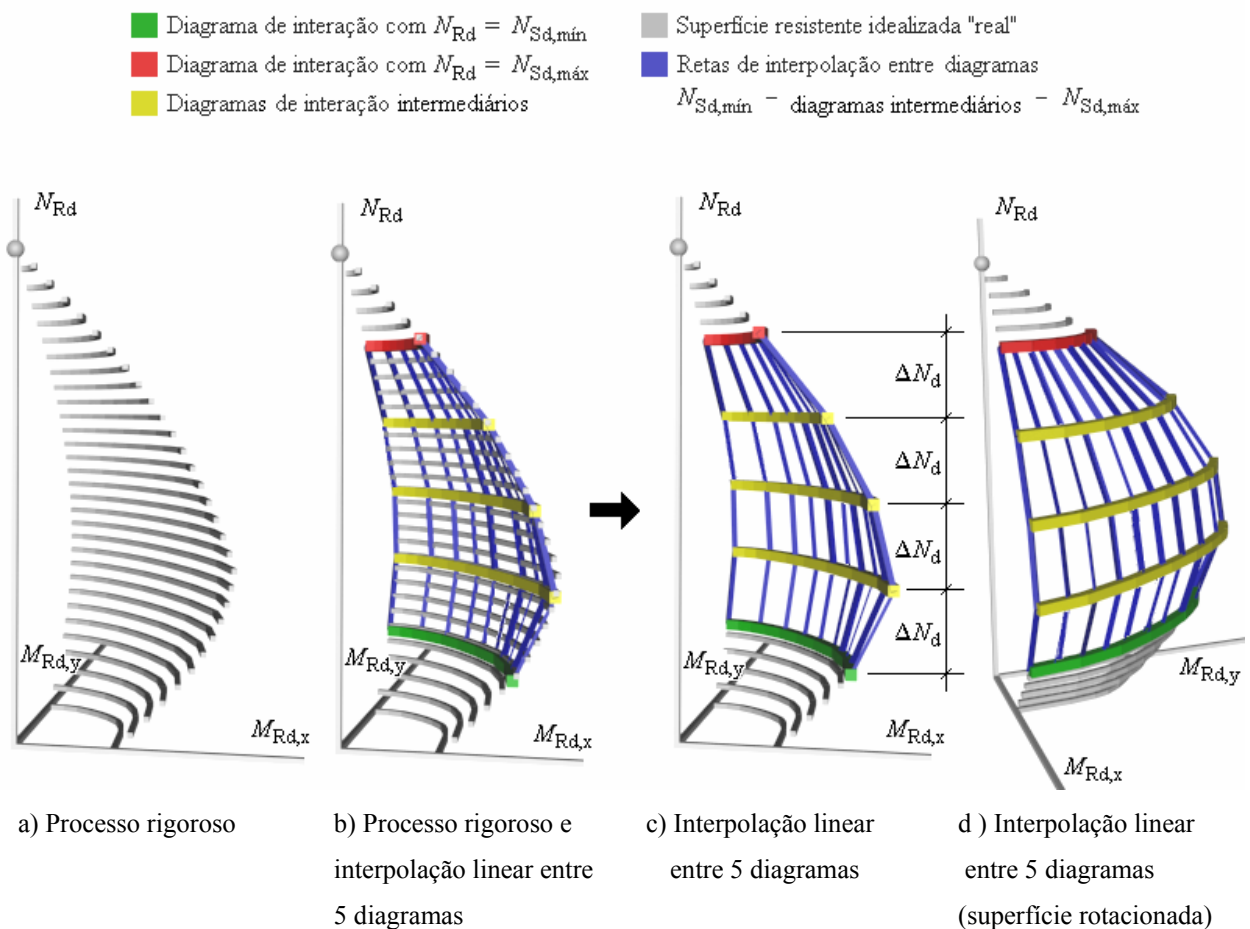 Diagrama de interação com N_Rd = N_Sd,mín
Diagrama de interação com N_Rd = N_Sd,máx
Diagramas de interação intermediários
Superfície resistente idealizada "real"
Retas de interpolação entre diagramas
N_Sd,mín – diagramas intermediários – N_Sd,máx
N_Rd
M_Rd,y
M_Rd,x
N_Rd
M_Rd,y
M_Rd,x
N_Rd
ΔN_d
ΔN_d
ΔN_d
ΔN_d
M_Rd,y
M_Rd,x
N_Rd
M_Rd,y
M_Rd,x
a) Processo rigoroso
b) Processo rigoroso e
interpolação linear entre
5 diagramas
c) Interpolação linear
entre 5 diagramas
d ) Interpolação linear
entre 5 diagramas
(superfície rotacionada)